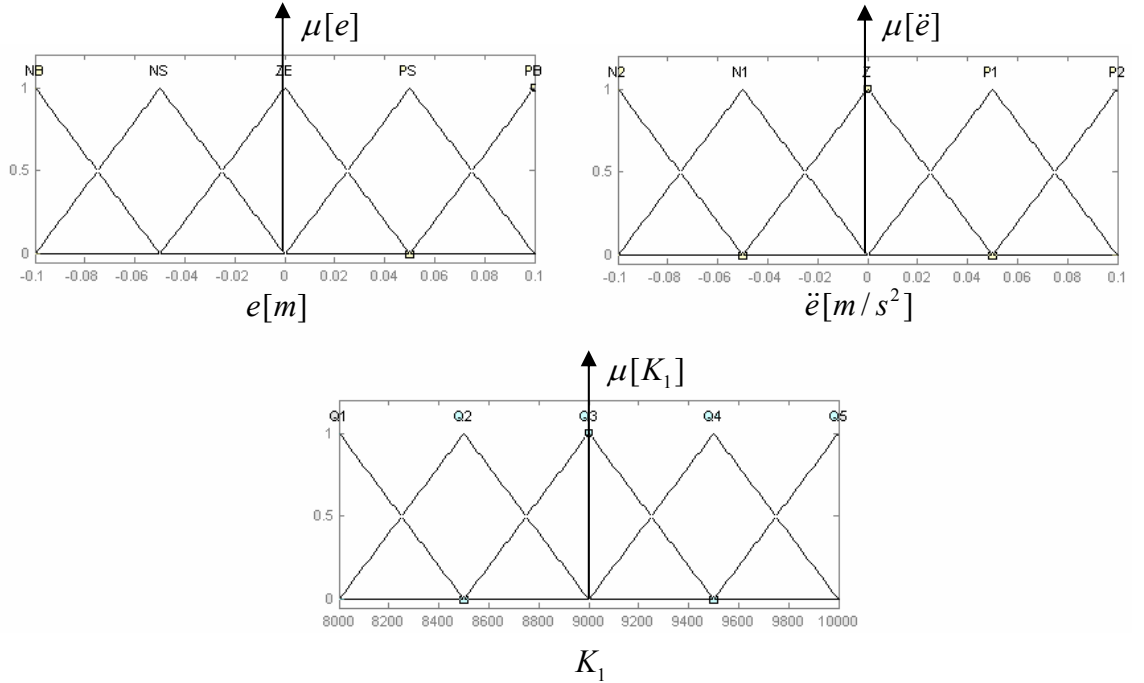 μ[e]
NB NS ZE PS PB
1
0.5
0
-0.1 -0.08 -0.06 -0.04 -0.02 0 0.02 0.04 0.06 0.08 0.1
e[m]
μ[ë]
N2 N1 Z P1 P2
1
0.5
0
-0.1 -0.08 -0.06 -0.04 -0.02 0 0.02 0.04 0.06 0.08 0.1
ë[m/s²]
μ[K₁]
Q1 Q2 Q3 Q4 Q5
1
0.5
0
8000 8200 8400 8600 8800 9000 9200 9400 9600 9800 10000
K₁